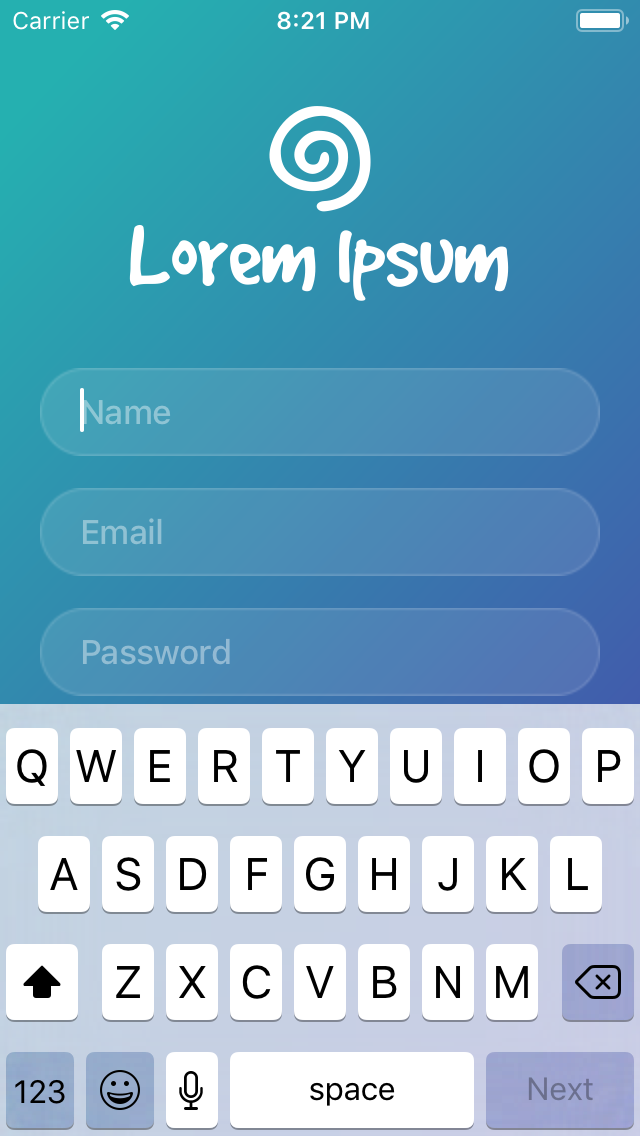 Carrier 8:21 PM
Lorem Ipsum
Name
Email
Password
Q W E R T Y U I O P
A S D F G H J K L
Z X C V B N M
123 space Next